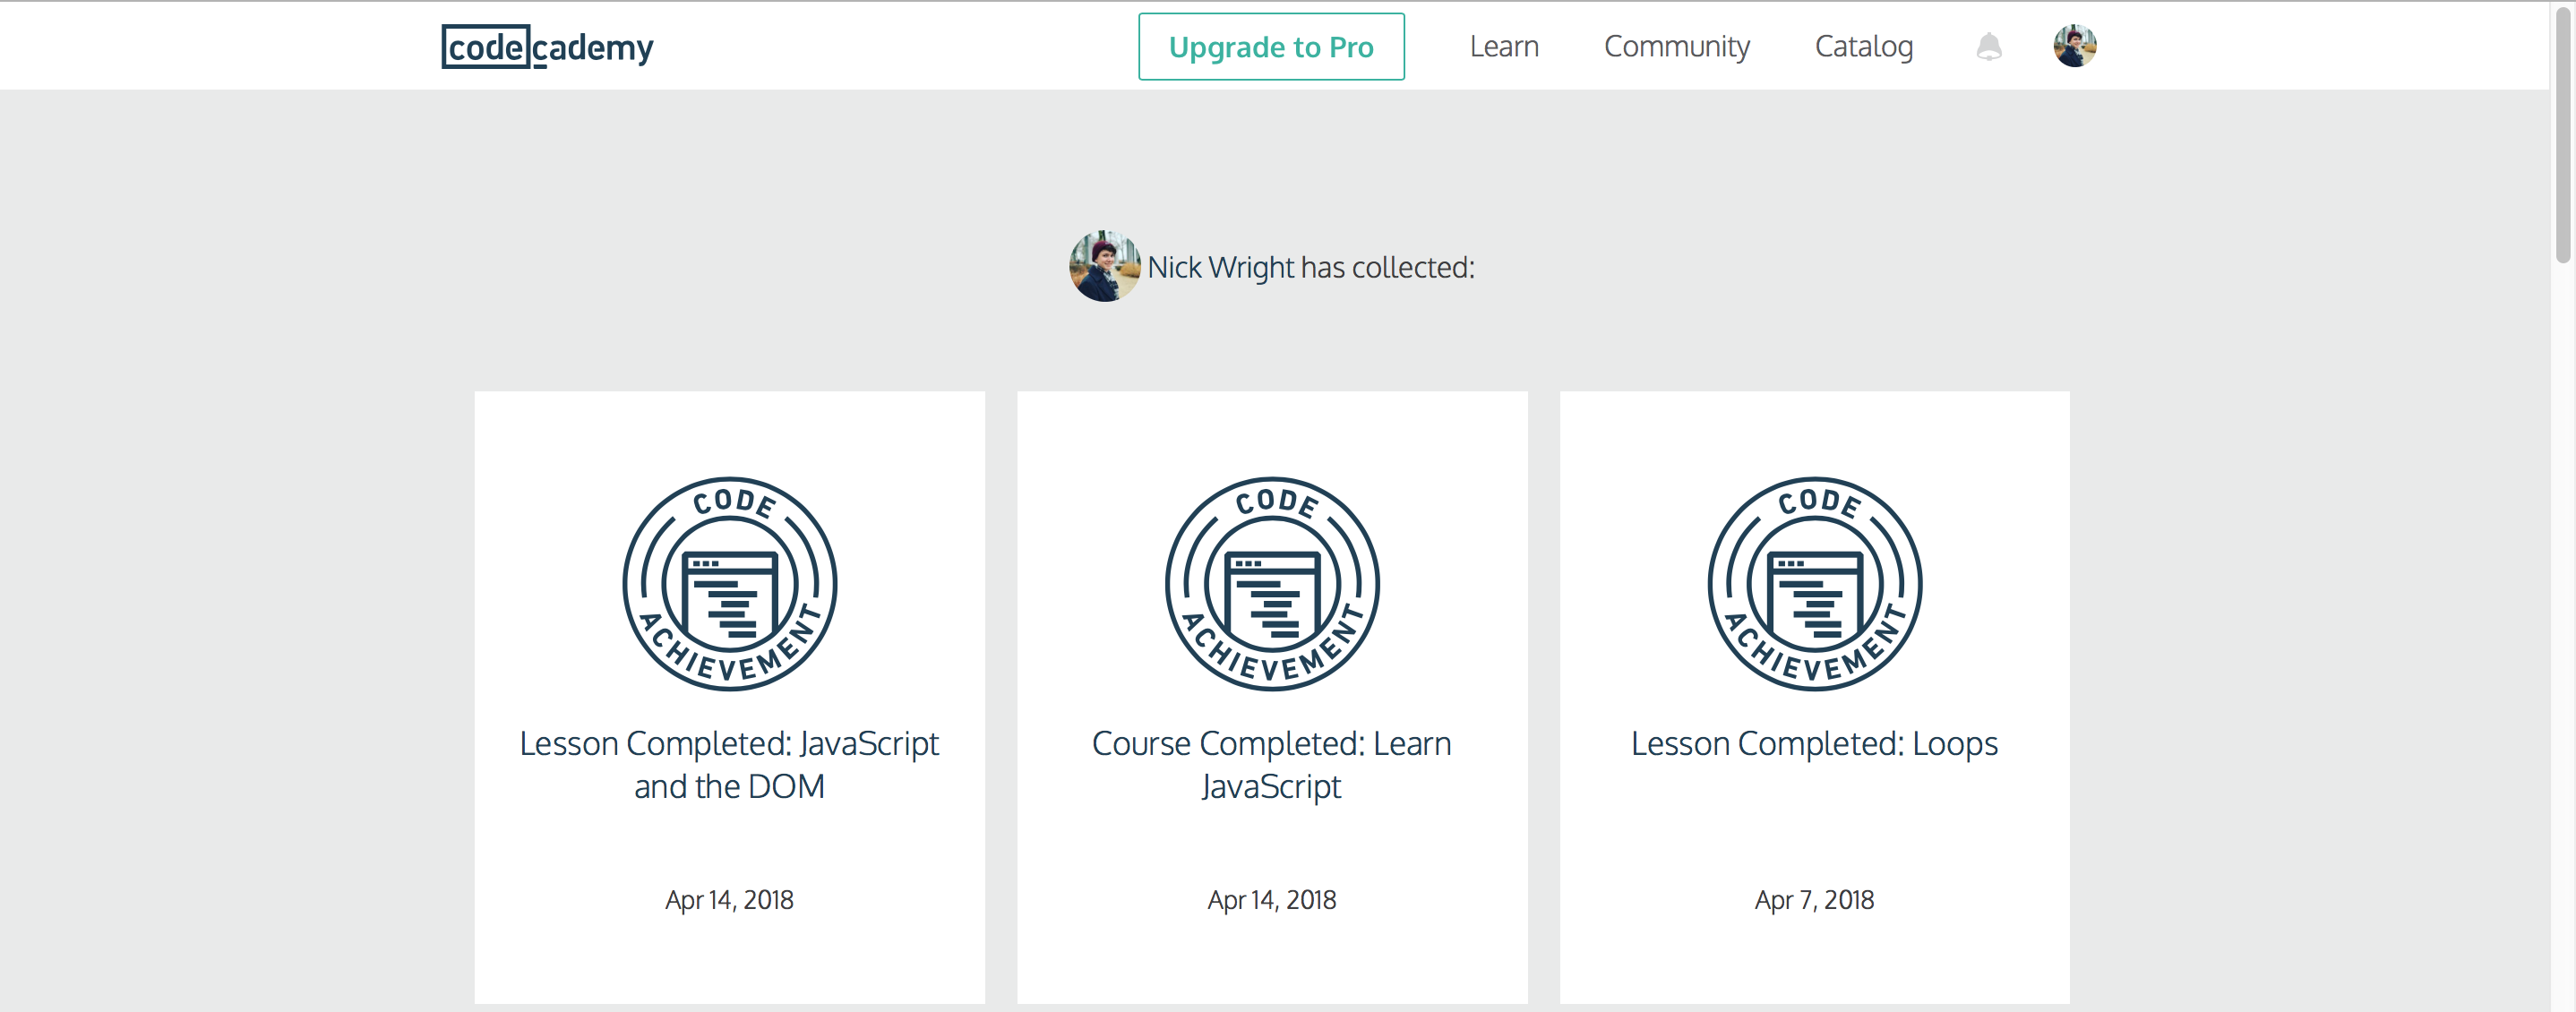 codecademy
Upgrade to Pro
Learn
Community
Catalog
Nick Wright has collected:
CODE
ACHIEVEMENT
Lesson Completed: JavaScript
and the DOM
Apr 14, 2018
CODE
ACHIEVEMENT
Course Completed: Learn
JavaScript
Apr 14, 2018
CODE
ACHIEVEMENT
Lesson Completed: Loops
Apr 7, 2018